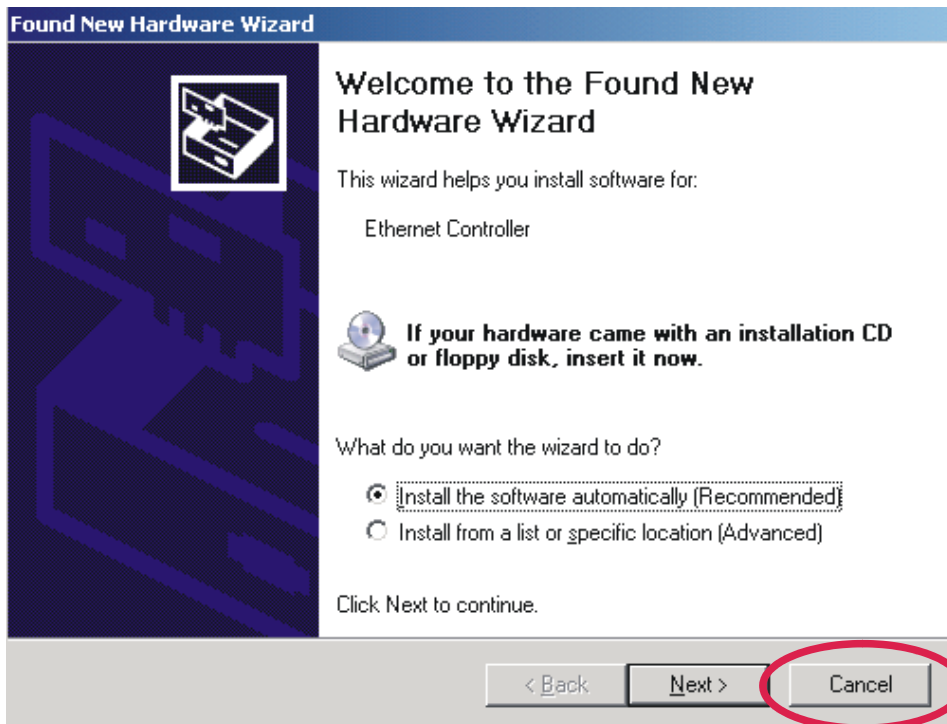 Found New Hardware Wizard
Welcome to the Found New
Hardware Wizard
This wizard helps you install software for:
Ethernet Controller
If your hardware came with an installation CD
or floppy disk, insert it now.
What do you want the wizard to do?
Install the software automatically (Recommended)
Install from a list or specific location (Advanced)
Click Next to continue.
< Back Next > Cancel